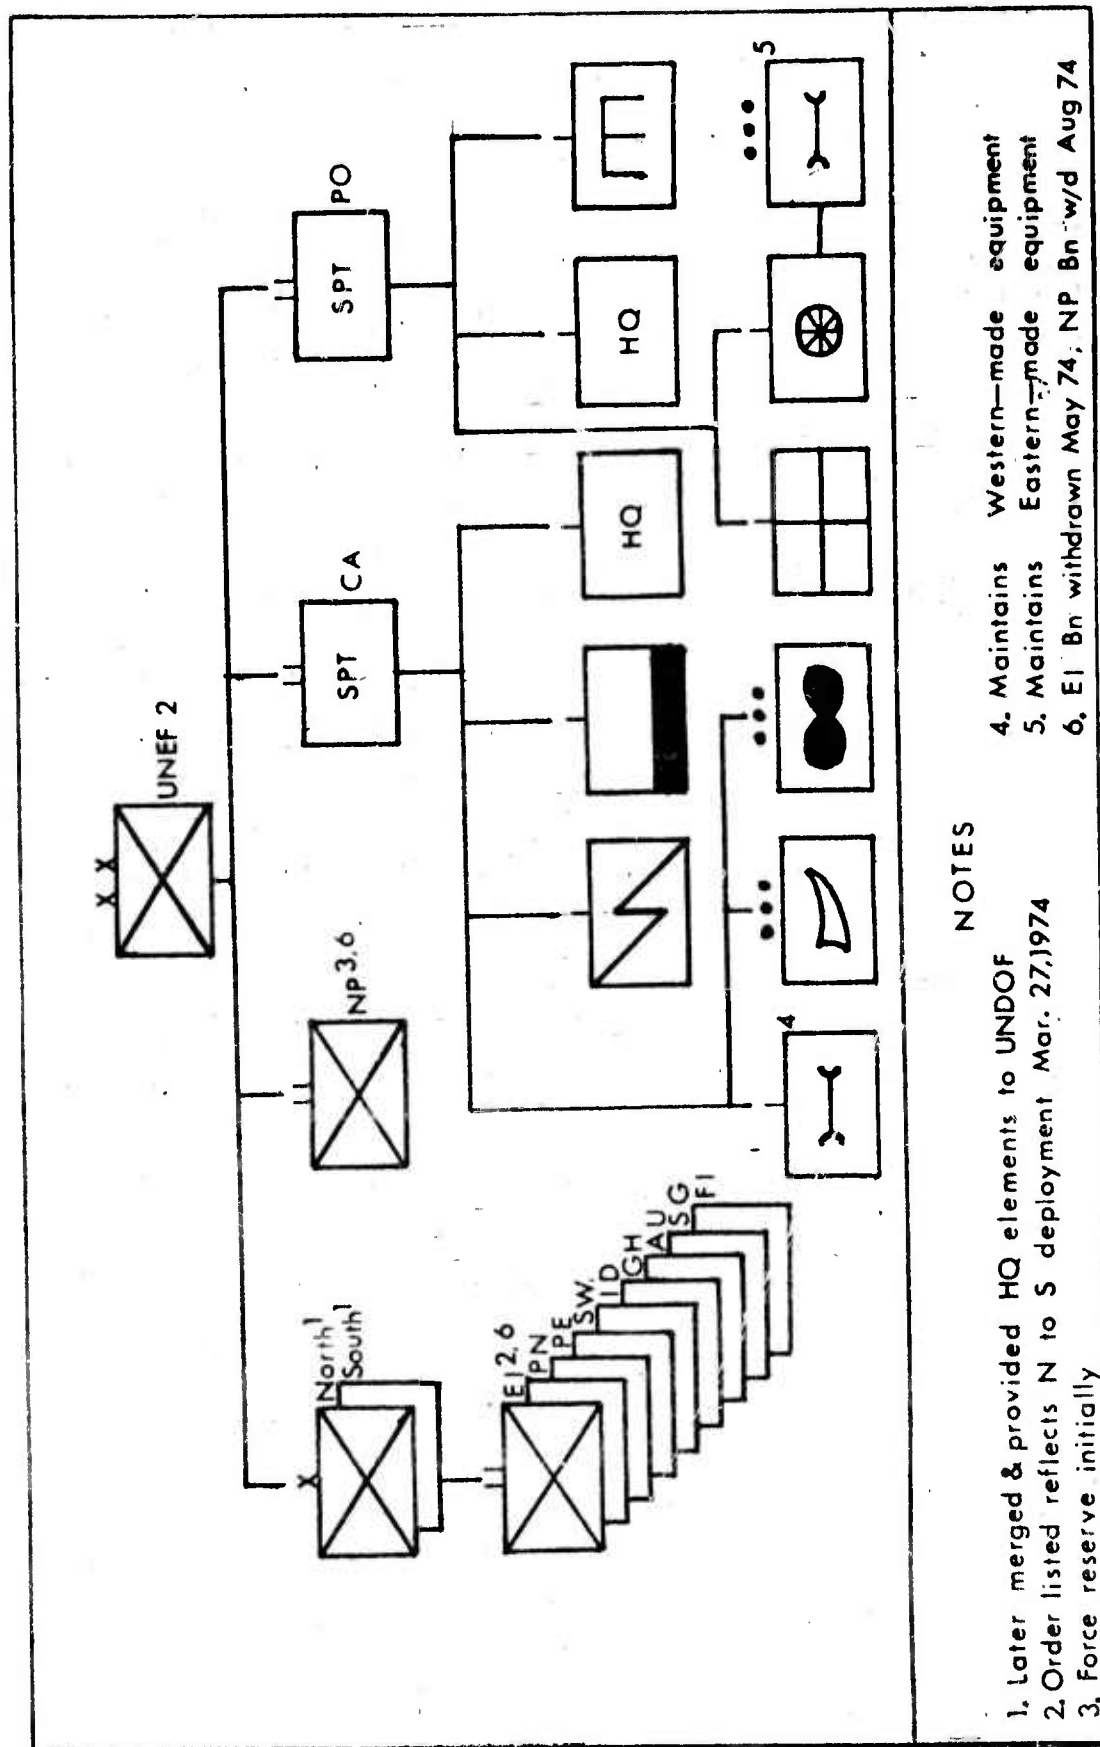 X X
UNEF 2
X
North¹
South¹
NP 3,6
SPT
CA
SPT
PO
EI 2,6
PN
PE
SW
ID
GH
AU
SG
FI
HQ
HQ
4
5
NOTES
1. Later merged & provided HQ elements to UNDOF
2. Order listed reflects N to S deployment Mar. 27, 1974
3. Force reserve initially
4. Maintains Western—made equipment
5. Maintains Eastern—made equipment
6. EI Bn withdrawn May 74; NP Bn w/d Aug 74